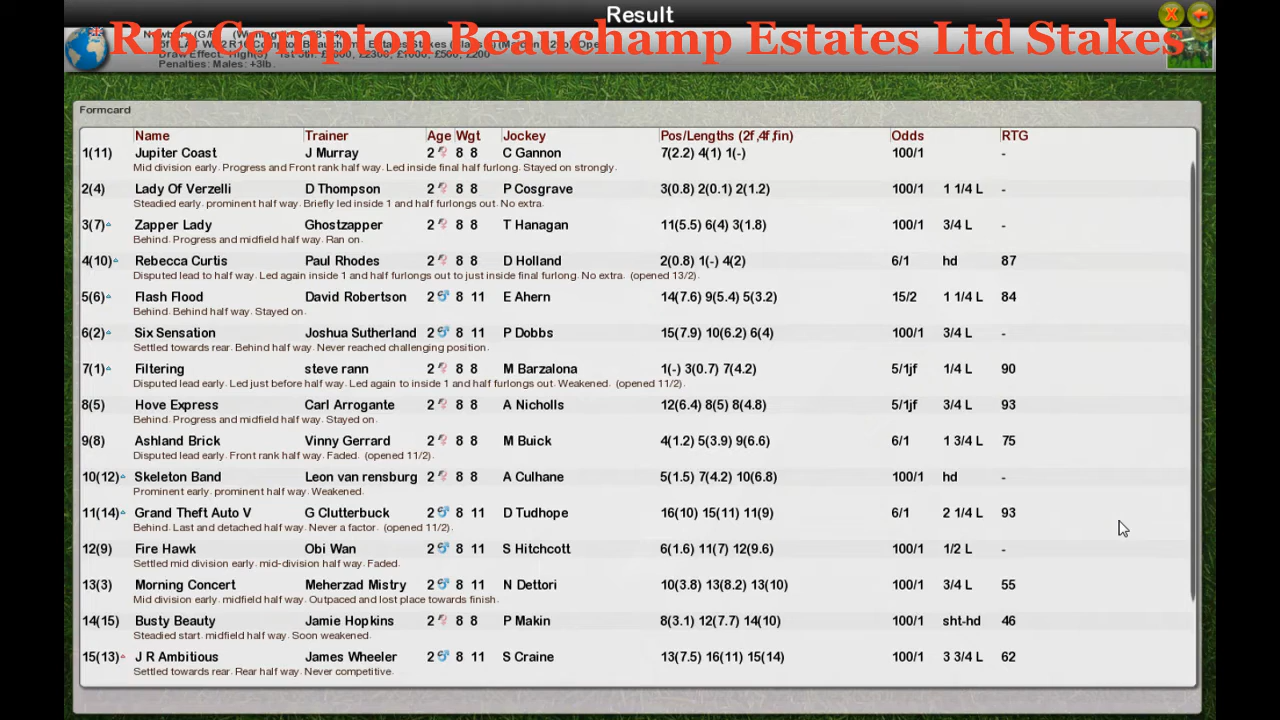 Result
R16 Compton Beauchamp Estates Ltd Stakes
Penalties: Males: +3lb.
Formcard
Name Trainer Age Wgt Jockey Pos/Lengths (2f,4f,fin) Odds RTG
1(11) Jupiter Coast J Murray 2 8 8 C Gannon 7(2.2) 4(1) 1(-) 100/1 -
Mid division early. Progress and Front rank half way. Led inside final half furlong. Stayed on strongly.
2(4) Lady Of Verzelli D Thompson 2 8 8 P Cosgrave 3(0.8) 2(0.1) 2(1.2) 100/1 1 1/4 L -
Steadied early. prominent half way. Briefly led inside 1 and half furlongs out. No extra.
3(7) Zapper Lady Ghostzapper 2 8 8 T Hanagan 11(5.5) 6(4) 3(1.8) 100/1 3/4 L -
Behind. Progress and midfield half way. Ran on.
4(10) Rebecca Curtis Paul Rhodes 2 8 8 D Holland 2(0.8) 1(-) 4(2) 6/1 hd 87
Disputed lead to half way. Led again inside 1 and half furlongs out to just inside final furlong. No extra. (opened 13/2).
5(6) Flash Flood David Robertson 2 8 11 E Ahern 14(7.6) 9(5.4) 5(3.2) 15/2 1 1/4 L 84
Behind. Behind half way. Stayed on.
6(2) Six Sensation Joshua Sutherland 2 8 11 P Dobbs 15(7.9) 10(6.2) 6(4) 100/1 3/4 L -
Settled towards rear. Behind half way. Never reached challenging position.
7(1) Filtering steve rann 2 8 8 M Barzalona 1(-) 3(0.7) 7(4.2) 5/1jf 1/4 L 90
Disputed lead early. Led just before half way. Led again to inside 1 and half furlongs out. Weakened. (opened 11/2).
8(5) Hove Express Carl Arrogante 2 8 8 A Nicholls 12(6.4) 8(5) 8(4.8) 5/1jf 3/4 L 93
Behind. Progress and midfield half way. Stayed on.
9(8) Ashland Brick Vinny Gerrard 2 8 8 M Buick 4(1.2) 5(3.9) 9(6.6) 6/1 1 3/4 L 75
Disputed lead early. Front rank half way. Faded. (opened 11/2).
10(12) Skeleton Band Leon van rensburg 2 8 8 A Culhane 5(1.5) 7(4.2) 10(6.8) 100/1 hd -
Prominent early. prominent half way. Weakened.
11(14) Grand Theft Auto V G Clutterbuck 2 8 11 D Tudhope 16(10) 15(11) 11(9) 6/1 2 1/4 L 93
Behind. Last and detached half way. Never a factor. (opened 11/2).
12(9) Fire Hawk Obi Wan 2 8 11 S Hitchcott 6(1.6) 11(7) 12(9.6) 100/1 1/2 L -
Settled mid division early. mid-division half way. Faded.
13(3) Morning Concert Meherzad Mistry 2 8 11 N Dettori 10(3.8) 13(8.2) 13(10) 100/1 3/4 L 55
Mid division early. midfield half way. Outpaced and lost place towards finish.
14(15) Busty Beauty Jamie Hopkins 2 8 8 P Makin 8(3.1) 12(7.7) 14(10) 100/1 sht-hd 46
Steadied start. midfield half way. Soon weakened.
15(13) J R Ambitious James Wheeler 2 8 11 S Craine 13(7.5) 16(11) 15(14) 100/1 3 3/4 L 62
Settled towards rear. Rear half way. Never competitive.